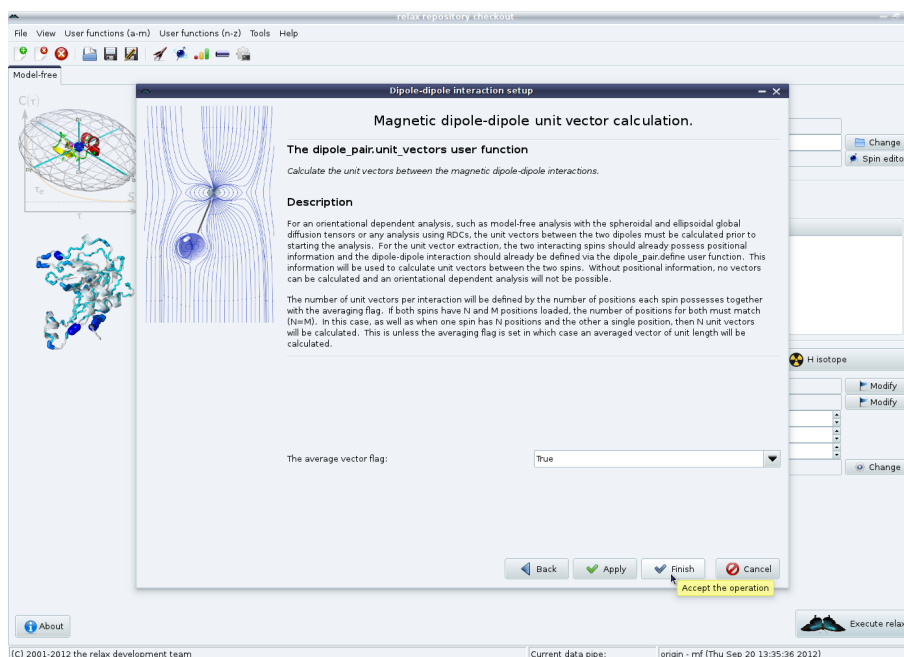 relax repository checkout
File View User functions (a-m) User functions (n-z) Tools Help
Model-free
Dipole-dipole interaction setup
C(τ)
τe
S
τ
Magnetic dipole-dipole unit vector calculation.
The dipole_pair.unit_vectors user function
Calculate the unit vectors between the magnetic dipole-dipole interactions.
Description
For an orientational dependent analysis, such as model-free analysis with the spheroidal and ellipsoidal global
diffusion tensors or any analysis using RDCs, the unit vectors between the two dipoles must be calculated prior to
starting the analysis. For the unit vector extraction, the two interacting spins should already possess positional
information and the dipole-dipole interaction should already be defined via the dipole_pair.define user function. This
information will be used to calculate unit vectors between the two spins. Without positional information, no vectors
can be calculated and an orientational dependent analysis will not be possible.
The number of unit vectors per interaction will be defined by the number of positions each spin possesses together
with the averaging flag. If both spins have N and M positions loaded, the number of positions for both must match
(N=M). In this case, as well as when one spin has N positions and the other a single position, then N unit vectors
will be calculated. This is unless the averaging flag is set in which case an averaged vector of unit length will be
calculated.
The average vector flag:
True
Back
Apply
Finish
Cancel
Accept the operation
Change
Spin edito
H isotope
Modify
Modify
Change
About
Execute relax
(C) 2001-2012 the relax development team
Current data pipe:
origin - mf (Thu Sep 20 13:35:36 2012)